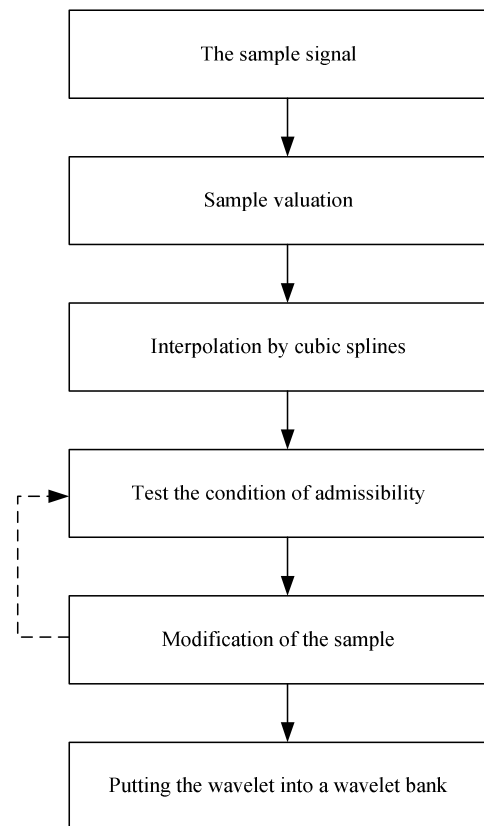 The sample signal
Sample valuation
Interpolation by cubic splines
Test the condition of admissibility
Modification of the sample
Putting the wavelet into a wavelet bank